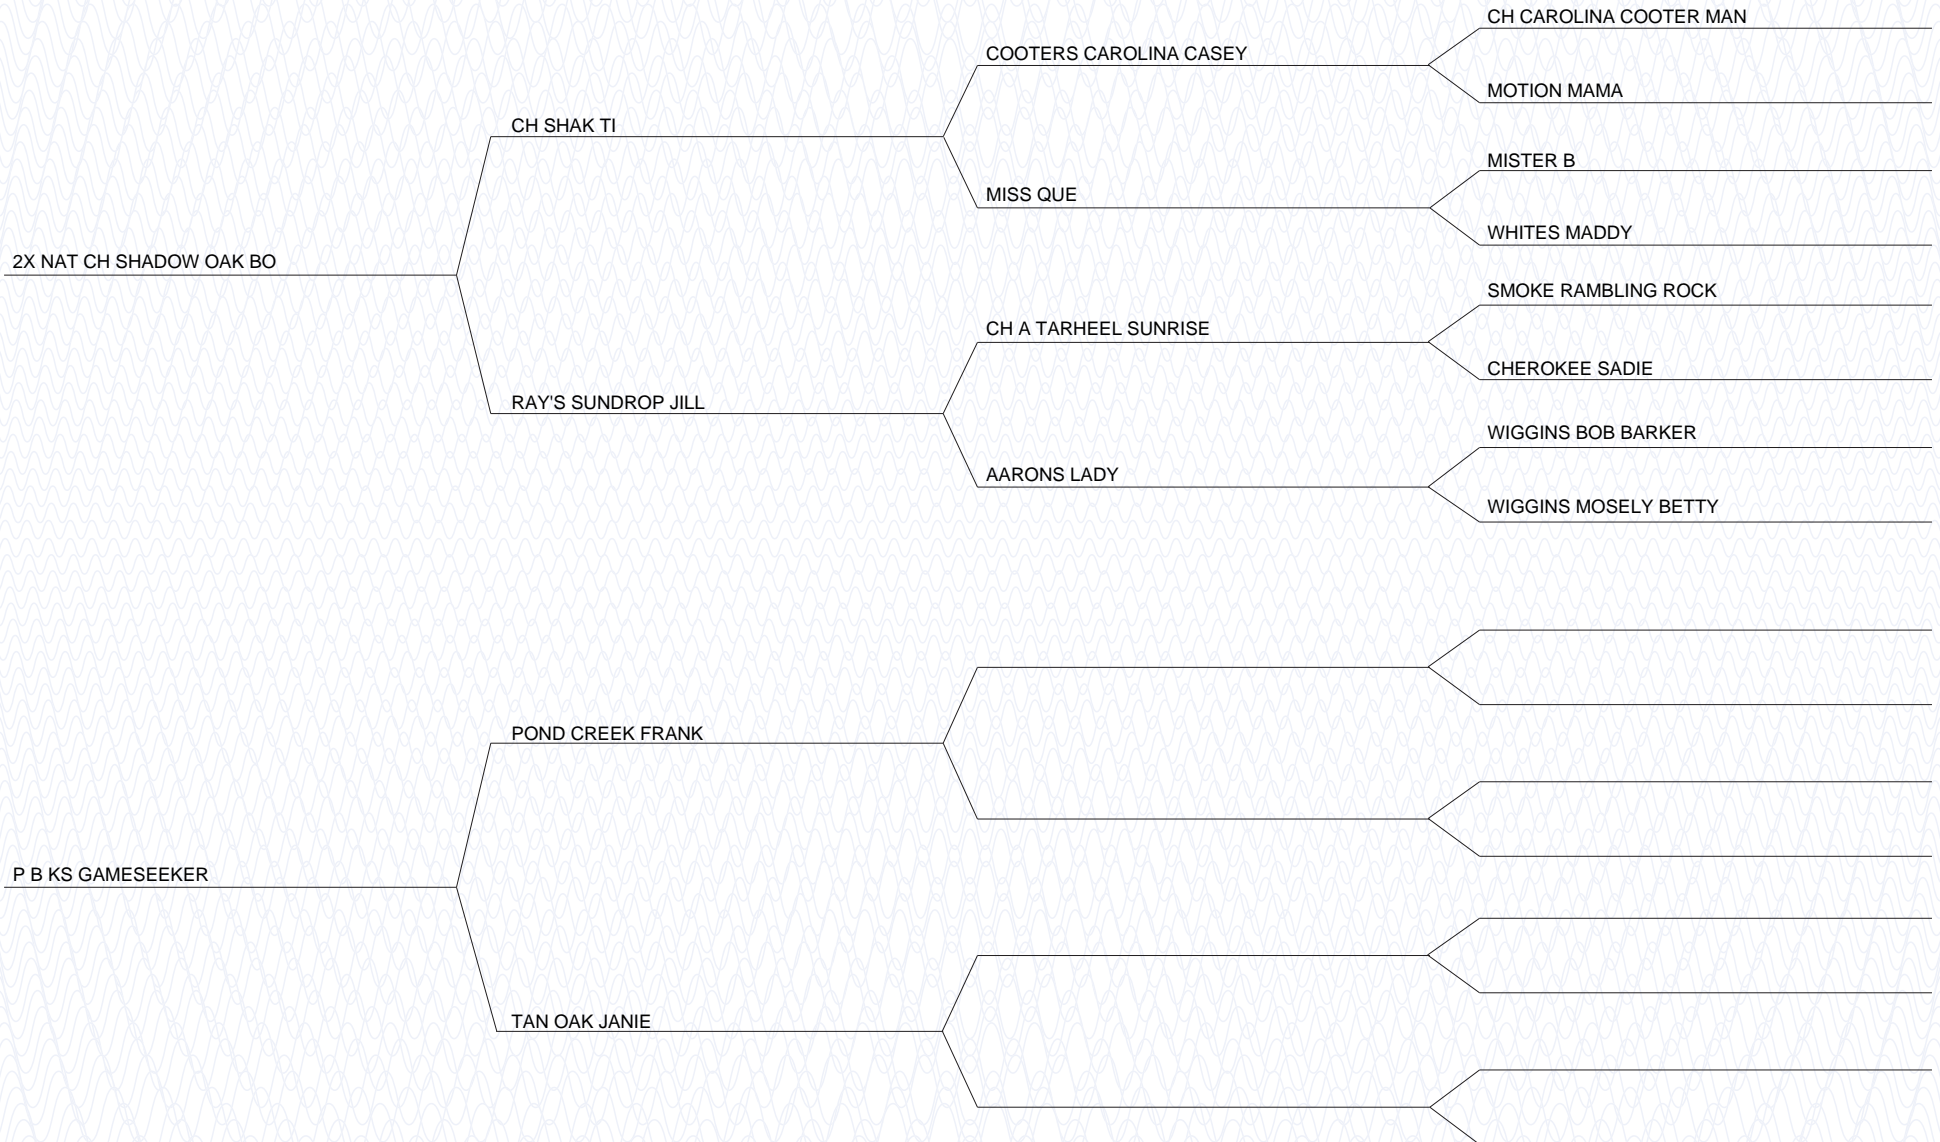 CH CAROLINA COOTER MAN
COOTERS CAROLINA CASEY
MOTION MAMA
CH SHAK TI
MISTER B
MISS QUE
WHITES MADDY
2X NAT CH SHADOW OAK BO
SMOKE RAMBLING ROCK
CH A TARHEEL SUNRISE
CHEROKEE SADIE
RAY'S SUNDROP JILL
WIGGINS BOB BARKER
AARONS LADY
WIGGINS MOSELY BETTY
POND CREEK FRANK
P B KS GAMESEEKER
TAN OAK JANIE